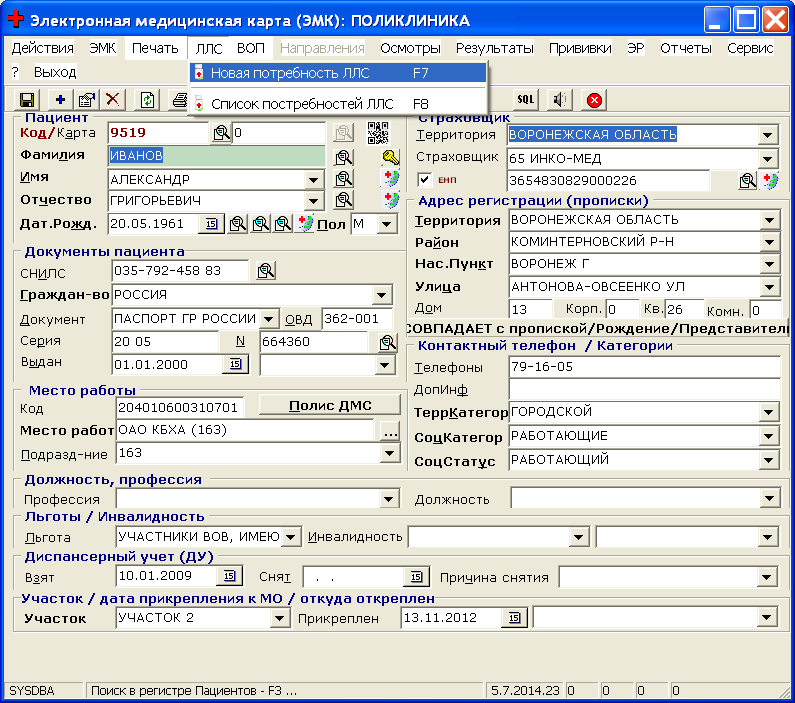 Электронная медицинская карта (ЭМК): ПОЛИКЛИНИКА
Действия ЭМК Печать ЛЛС ВОП Направления Осмотры Результаты Прививки ЭР Отчеты Сервис
? Выход
Новая потребность ЛЛС F7
Список постребностей ЛЛС F8
SQL
Пациент
Код/Карта 9519 0
Фамилия ИВАНОВ
Имя АЛЕКСАНДР
Отчество ГРИГОРЬЕВИЧ
Дат.Рожд. 20.05.1961 15 Пол М
Страховщик
Территория ВОРОНЕЖСКАЯ ОБЛАСТЬ
Страховщик 65 ИНКО-МЕД
ЕНП 3654830829000226
Адрес регистрации (прописки)
Территория ВОРОНЕЖСКАЯ ОБЛАСТЬ
Район КОМИНТЕРНОВСКИЙ Р-Н
Нас.Пункт ВОРОНЕЖ Г
Улица АНТОНОВА-ОВСЕЕНКО УЛ
Дом 13 Корп. 0 Кв. 26 Комн. 0
СОВПАДАЕТ с пропиской/Рождение/Представитель
Документы пациента
СНИЛС 035-792-458 83
Граждан-во РОССИЯ
Документ ПАСПОРТ ГР РОССИИ ОВД 362-001
Серия 20 05 N 664360
Выдан 01.01.2000 15
Контактный телефон / Категории
Телефоны 79-16-05
ДопИнф
ТеррКатегор ГОРОДСКОЙ
СоцКатегор РАБОТАЮЩИЕ
СоцСтатус РАБОТАЮЩИЙ
Место работы
Код 204010600310701 Полис ДМС
Место работ ОАО КБХА (163) ...
Подразд-ние 163
Должность, профессия
Профессия Должность
Льготы / Инвалидность
Льгота УЧАСТНИКИ ВОВ, ИМЕЮ Инвалидность
Диспансерный учет (ДУ)
Взят 10.01.2009 15 Снят . . 15 Причина снятия
Участок / дата прикрепления к МО / откуда откреплен
Участок УЧАСТОК 2 Прикреплен 13.11.2012 15
SYSDBA Поиск в регистре Пациентов - F3 ... 5.7.2014.23 0 0 0 0